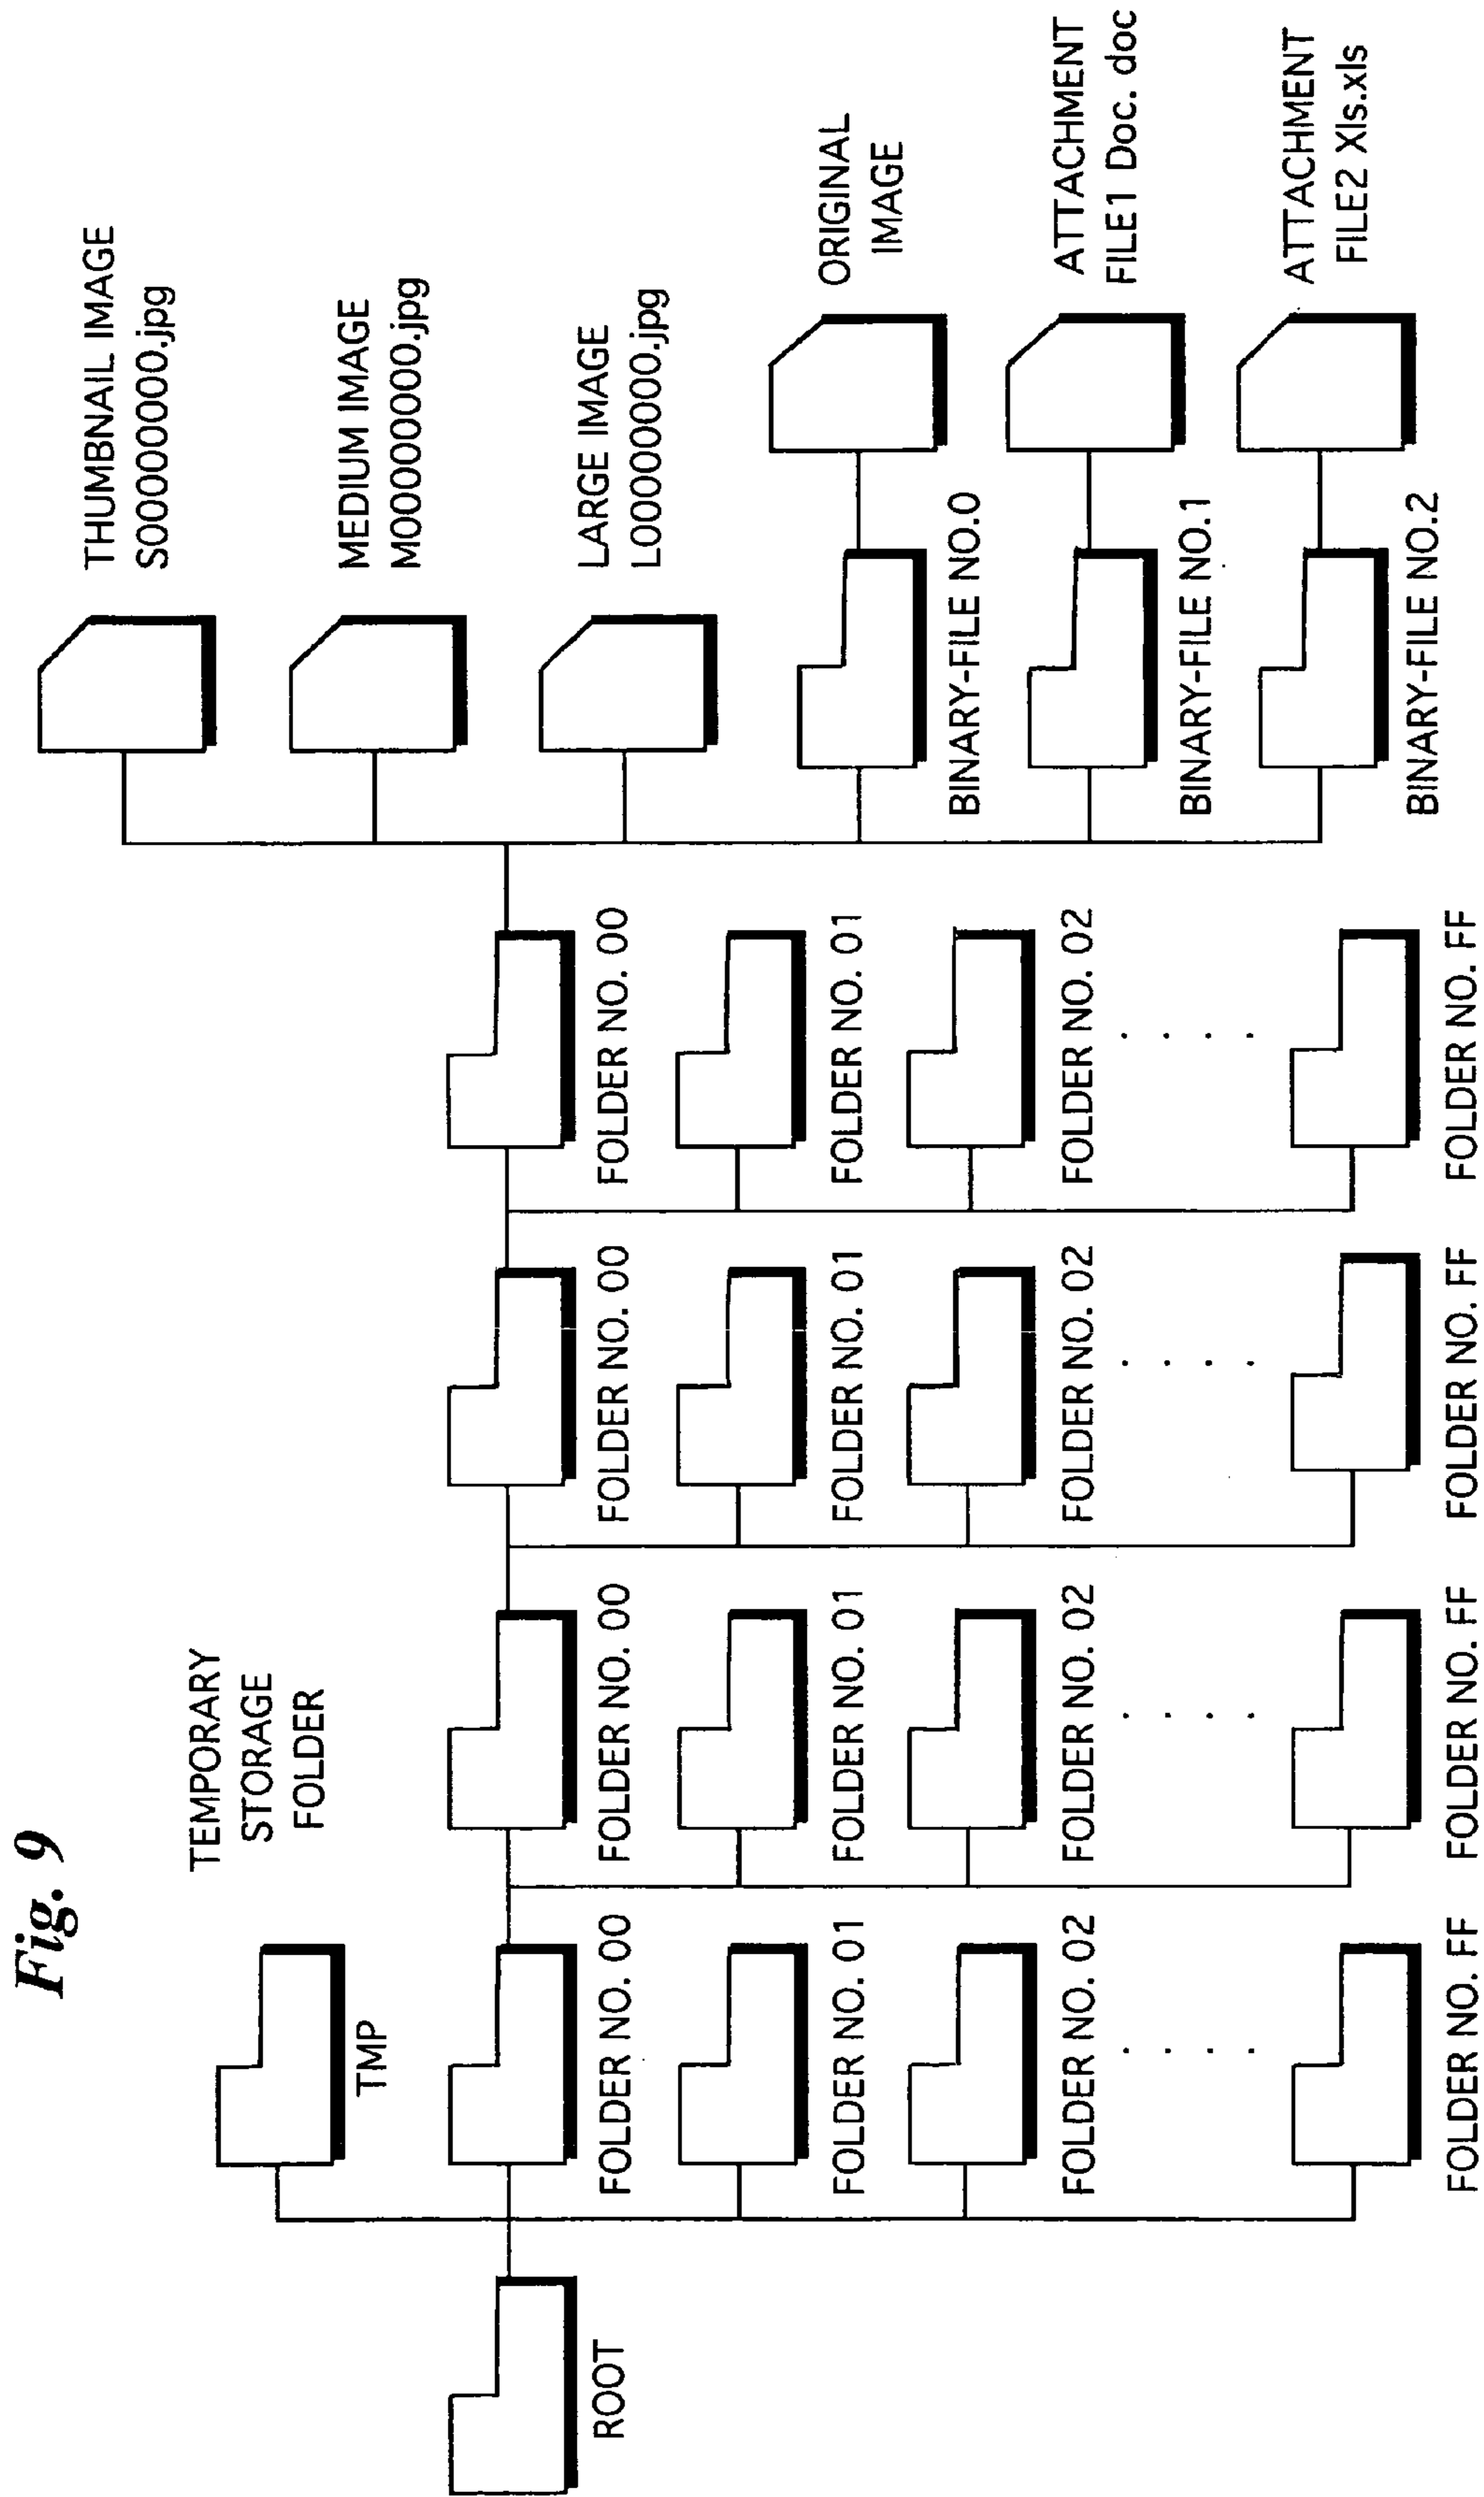 Fig. 9
THUMBNAIL IMAGE
S00000000.jpg
MEDIUM IMAGE
M00000000.jpg
TEMPORARY
STORAGE
FOLDER
TMP
LARGE IMAGE
L00000000.jpg
ROOT
FOLDER NO. 00
FOLDER NO. 00
FOLDER NO. 00
FOLDER NO. 00
ORIGINAL
IMAGE
BINARY-FILE NO.0
FOLDER NO. 01
FOLDER NO. 01
FOLDER NO. 01
FOLDER NO. 01
ATTACHMENT
FILE1 Doc. doc
BINARY-FILE NO.1
FOLDER NO. 02
FOLDER NO. 02
FOLDER NO. 02
FOLDER NO. 02
ATTACHMENT
FILE2 Xls.xls
BINARY-FILE NO.2
FOLDER NO. FF
FOLDER NO. FF
FOLDER NO. FF
FOLDER NO. FF